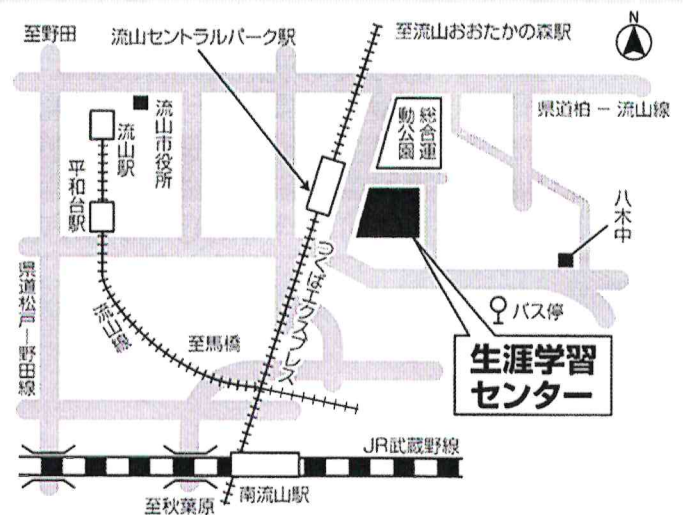 至野田
流山セントラルパーク駅
至流山おおたかの森駅
N
県道柏ー流山線
総合運
動公園
流山市役所
流山駅
平和台駅
八木中
つくばエクスプレス
県道松戸ー野田線
流山線
至馬橋
バス停
生涯学習
センター
JR武蔵野線
南流山駅
至秋葉原